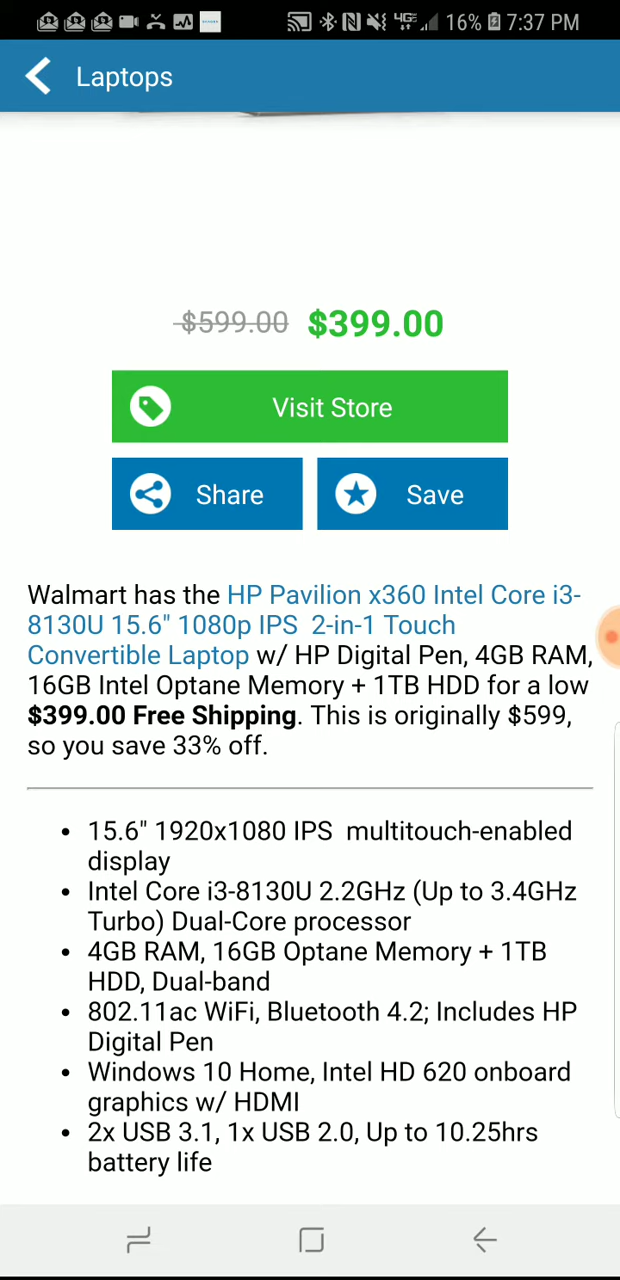 4GE 16% 7:37 PM
Laptops
$599.00 $399.00
Visit Store
Share Save
Walmart has the HP Pavilion x360 Intel Core i3-
8130U 15.6" 1080p IPS 2-in-1 Touch
Convertible Laptop w/ HP Digital Pen, 4GB RAM,
16GB Intel Optane Memory + 1TB HDD for a low
$399.00 Free Shipping. This is originally $599,
so you save 33% off.
• 15.6" 1920x1080 IPS multitouch-enabled
display
• Intel Core i3-8130U 2.2GHz (Up to 3.4GHz
Turbo) Dual-Core processor
• 4GB RAM, 16GB Optane Memory + 1TB
HDD, Dual-band
• 802.11ac WiFi, Bluetooth 4.2; Includes HP
Digital Pen
• Windows 10 Home, Intel HD 620 onboard
graphics w/ HDMI
• 2x USB 3.1, 1x USB 2.0, Up to 10.25hrs
battery life